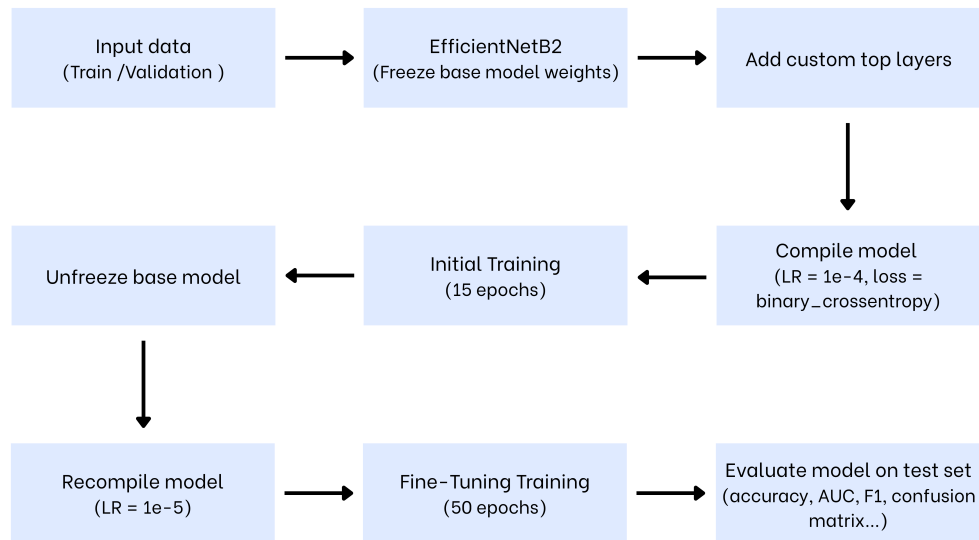 Input data
(Train /Validation )
EfficientNetB2
(Freeze base model weights)
Add custom top layers
Compile model
(LR = 1e-4, loss =
binary_crossentropy)
Initial Training
(15 epochs)
Unfreeze base model
Recompile model
(LR = 1e-5)
Fine-Tuning Training
(50 epochs)
Evaluate model on test set
(accuracy, AUC, F1, confusion
matrix...)